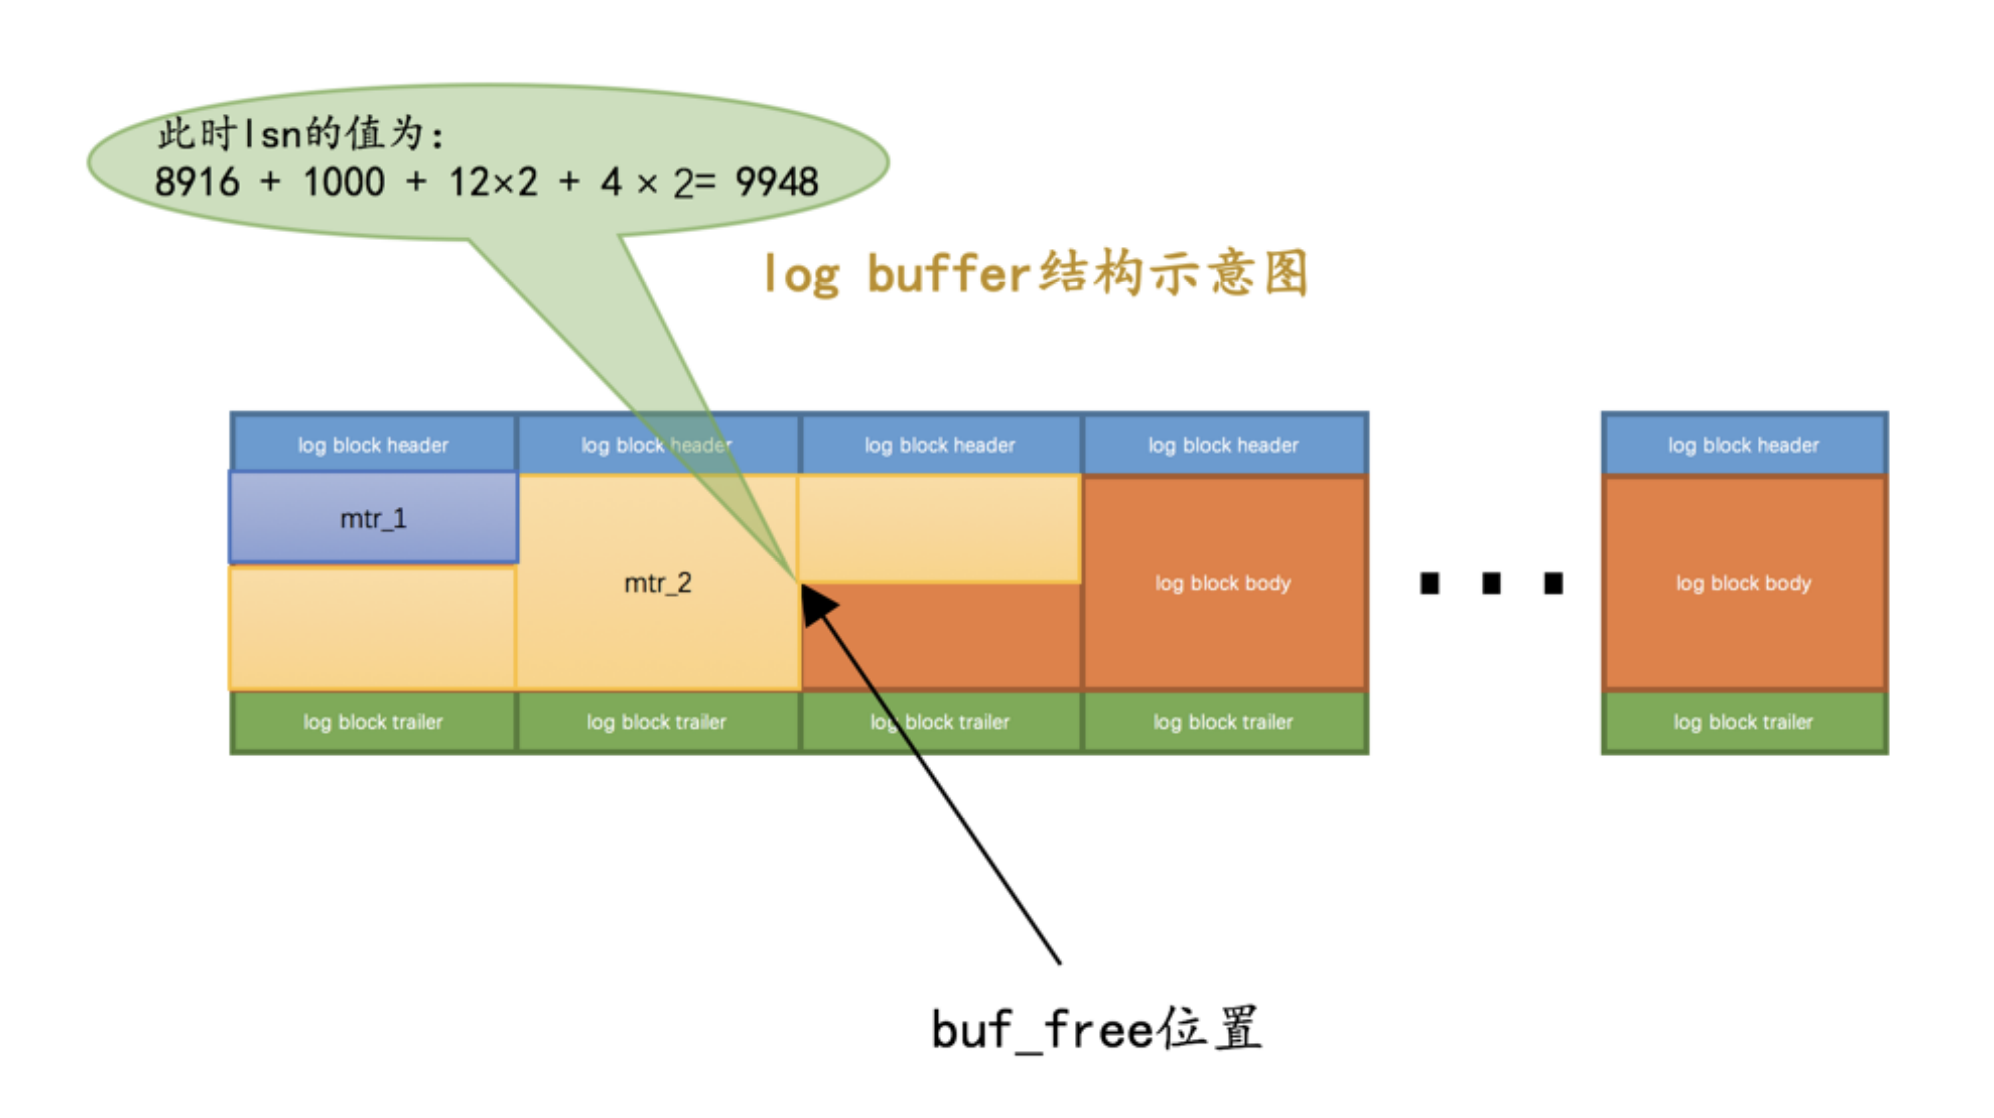 此时lsn的值为：
8916 + 1000 + 12×2 + 4 × 2= 9948
log buffer结构示意图
log block header
log block header
log block header
log block header
log block header
mtr_1
mtr_2
log block body
log block body
log block trailer
log block trailer
log block trailer
log block trailer
log block trailer
buf_free位置